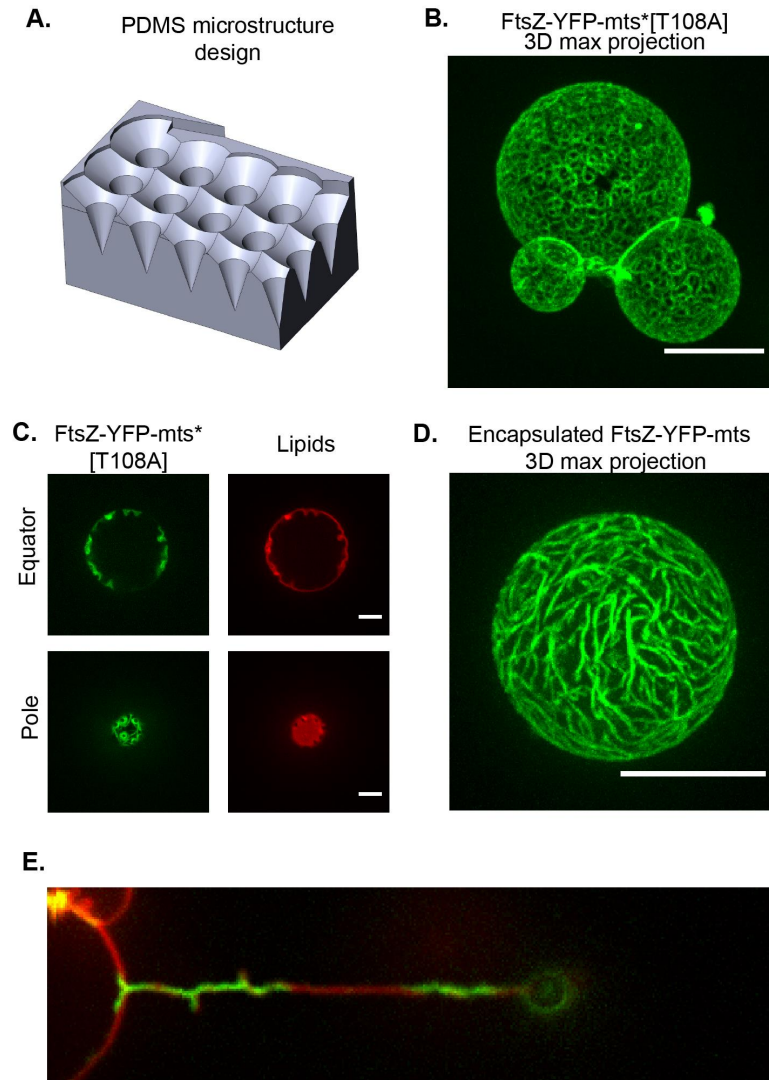 A.
PDMS microstructure
design
B.
FtsZ-YFP-mts*[T108A]
3D max projection
C.
FtsZ-YFP-mts*
[T108A]
Lipids
Equator
Pole
D.
Encapsulated FtsZ-YFP-mts
3D max projection
E.